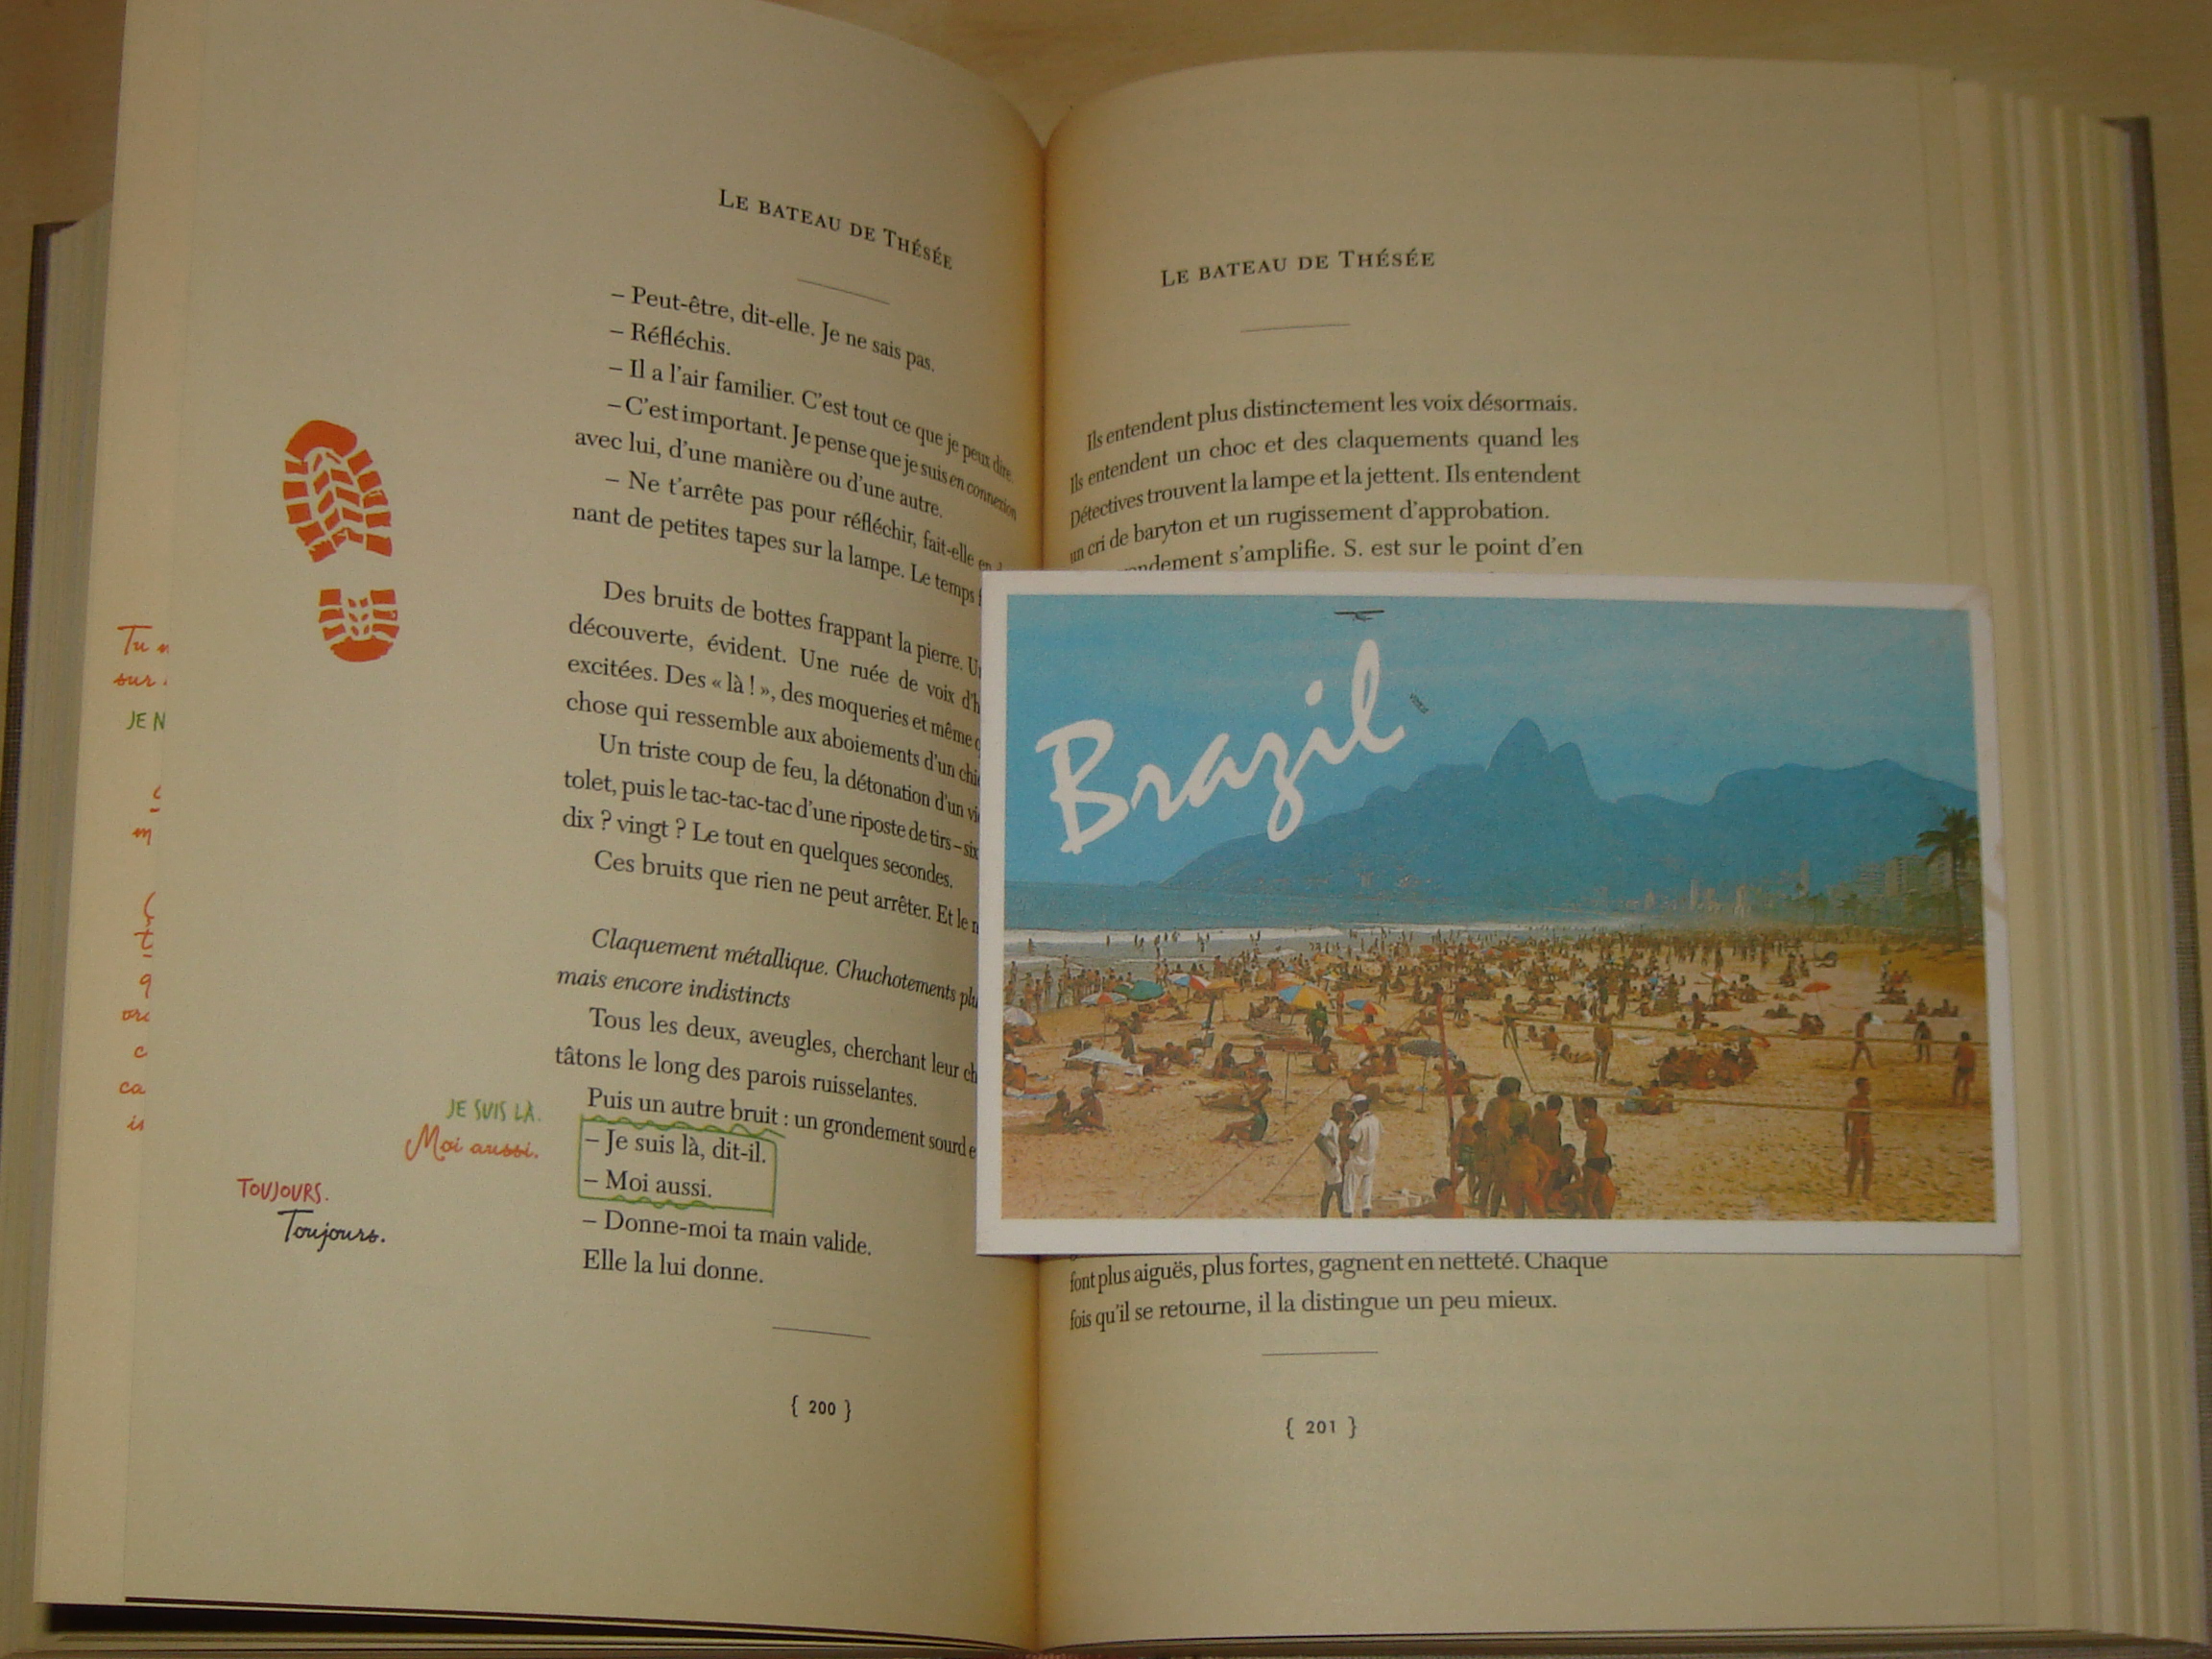 LE BATEAU DE THÉSÉE
– Peut-être, dit-elle. Je ne sais pas.
– Réfléchis.
– Il a l'air familier. C'est tout ce que je peux dire.
– C'est important. Je pense que je suis en connexion
avec lui, d'une manière ou d'une autre.
– Ne t'arrête pas pour réfléchir, fait-elle en
nant de petites tapes sur la lampe. Le temps
Des bruits de bottes frappant la pierre.
découverte, évident. Une ruée de voix
excitées. Des « là ! », des moqueries et même
chose qui ressemble aux aboiements d'un
Un triste coup de feu, la détonation d'un
tolet, puis le tac-tac-tac d'une riposte de tirs – six
dix ? vingt ? Le tout en quelques secondes.
Ces bruits que rien ne peut arrêter. Et le
Claquement métallique. Chuchotements
mais encore indistincts
Tous les deux, aveugles, cherchant leur
tâtons le long des parois ruisselantes.
Puis un autre bruit : un grondement sourd
– Je suis là, dit-il.
– Moi aussi.
– Donne-moi ta main valide.
Elle la lui donne.
{ 200 }
Tu
sur
JE N
ca
is
JE SUIS LÀ.
Moi aussi.
TOUJOURS.
Toujours.
LE BATEAU DE THÉSÉE
Ils entendent plus distinctement les voix désormais.
Ils entendent un choc et des claquements quand les
Détectives trouvent la lampe et la jettent. Ils entendent
un cri de baryton et un rugissement d'approbation.
s'amplifie. S. est sur le point d'en
Brazil
font plus aiguës, plus fortes, gagnent en netteté. Chaque
fois qu'il se retourne, il la distingue un peu mieux.
{ 201 }